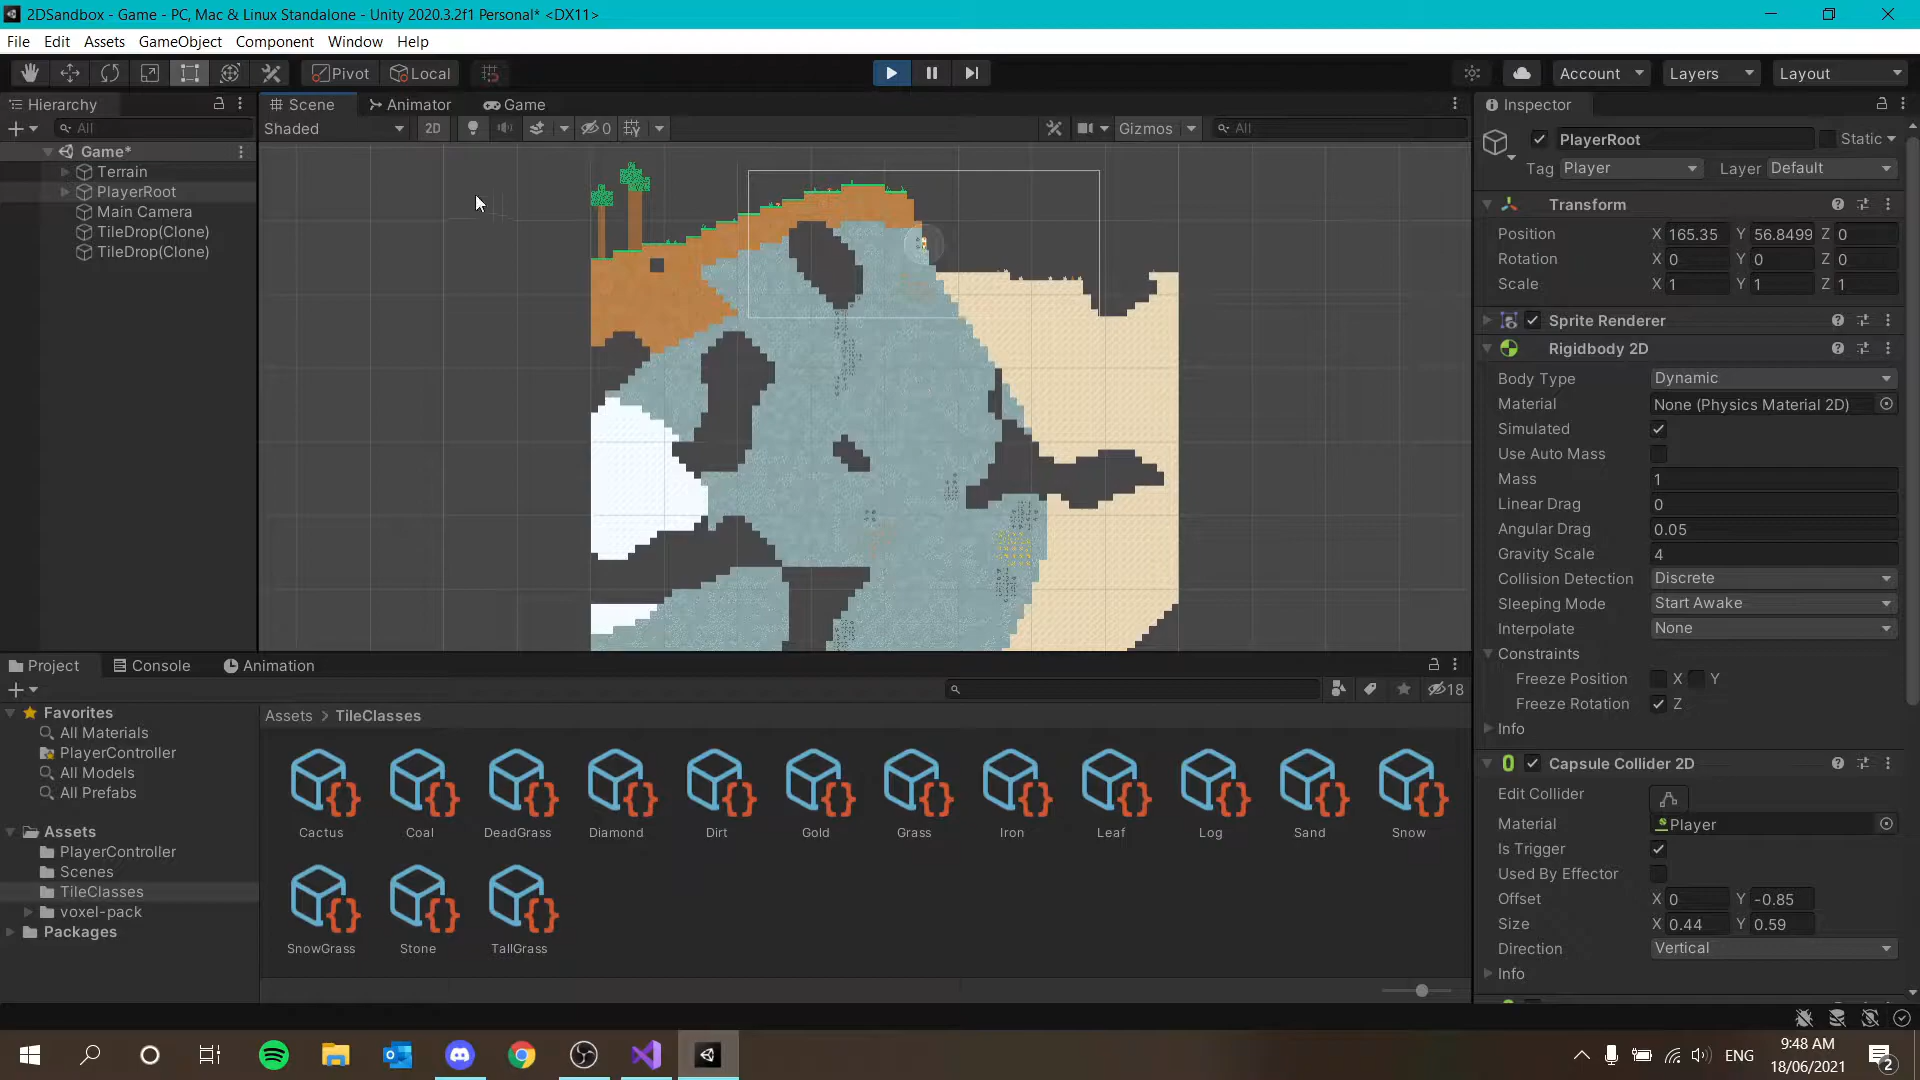 2DSandbox - Game - PC, Mac & Linux Standalone - Unity 2020.3.2f1 Personal* <DX11>
File Edit Assets GameObject Component Window Help
Pivot Local Account Layers Layout
Hierarchy
All
Game*
Terrain
PlayerRoot
Main Camera
TileDrop(Clone)
TileDrop(Clone)
Scene Animator Game
Shaded 2D 0 Gizmos All
Inspector
PlayerRoot Static
Tag Player Layer Default
Transform
Position X 165.35 Y 56.8499 Z 0
Rotation X 0 Y 0 Z 0
Scale X 1 Y 1 Z 1
Sprite Renderer
Rigidbody 2D
Body Type Dynamic
Material None (Physics Material 2D)
Simulated
Use Auto Mass
Mass 1
Linear Drag 0
Angular Drag 0.05
Gravity Scale 4
Collision Detection Discrete
Sleeping Mode Start Awake
Interpolate None
Constraints
Freeze Position X Y
Freeze Rotation Z
Info
Capsule Collider 2D
Edit Collider
Material Player
Is Trigger
Used By Effector
Offset X 0 Y -0.85
Size X 0.44 Y 0.59
Direction Vertical
Info
Project Console Animation
18
Favorites
All Materials
PlayerController
All Models
All Prefabs
Assets
PlayerController
Scenes
TileClasses
voxel-pack
Packages
Assets > TileClasses
Cactus Coal DeadGrass Diamond Dirt Gold Grass Iron Leaf Log Sand Snow
SnowGrass Stone TallGrass
ENG
9:48 AM
18/06/2021
2